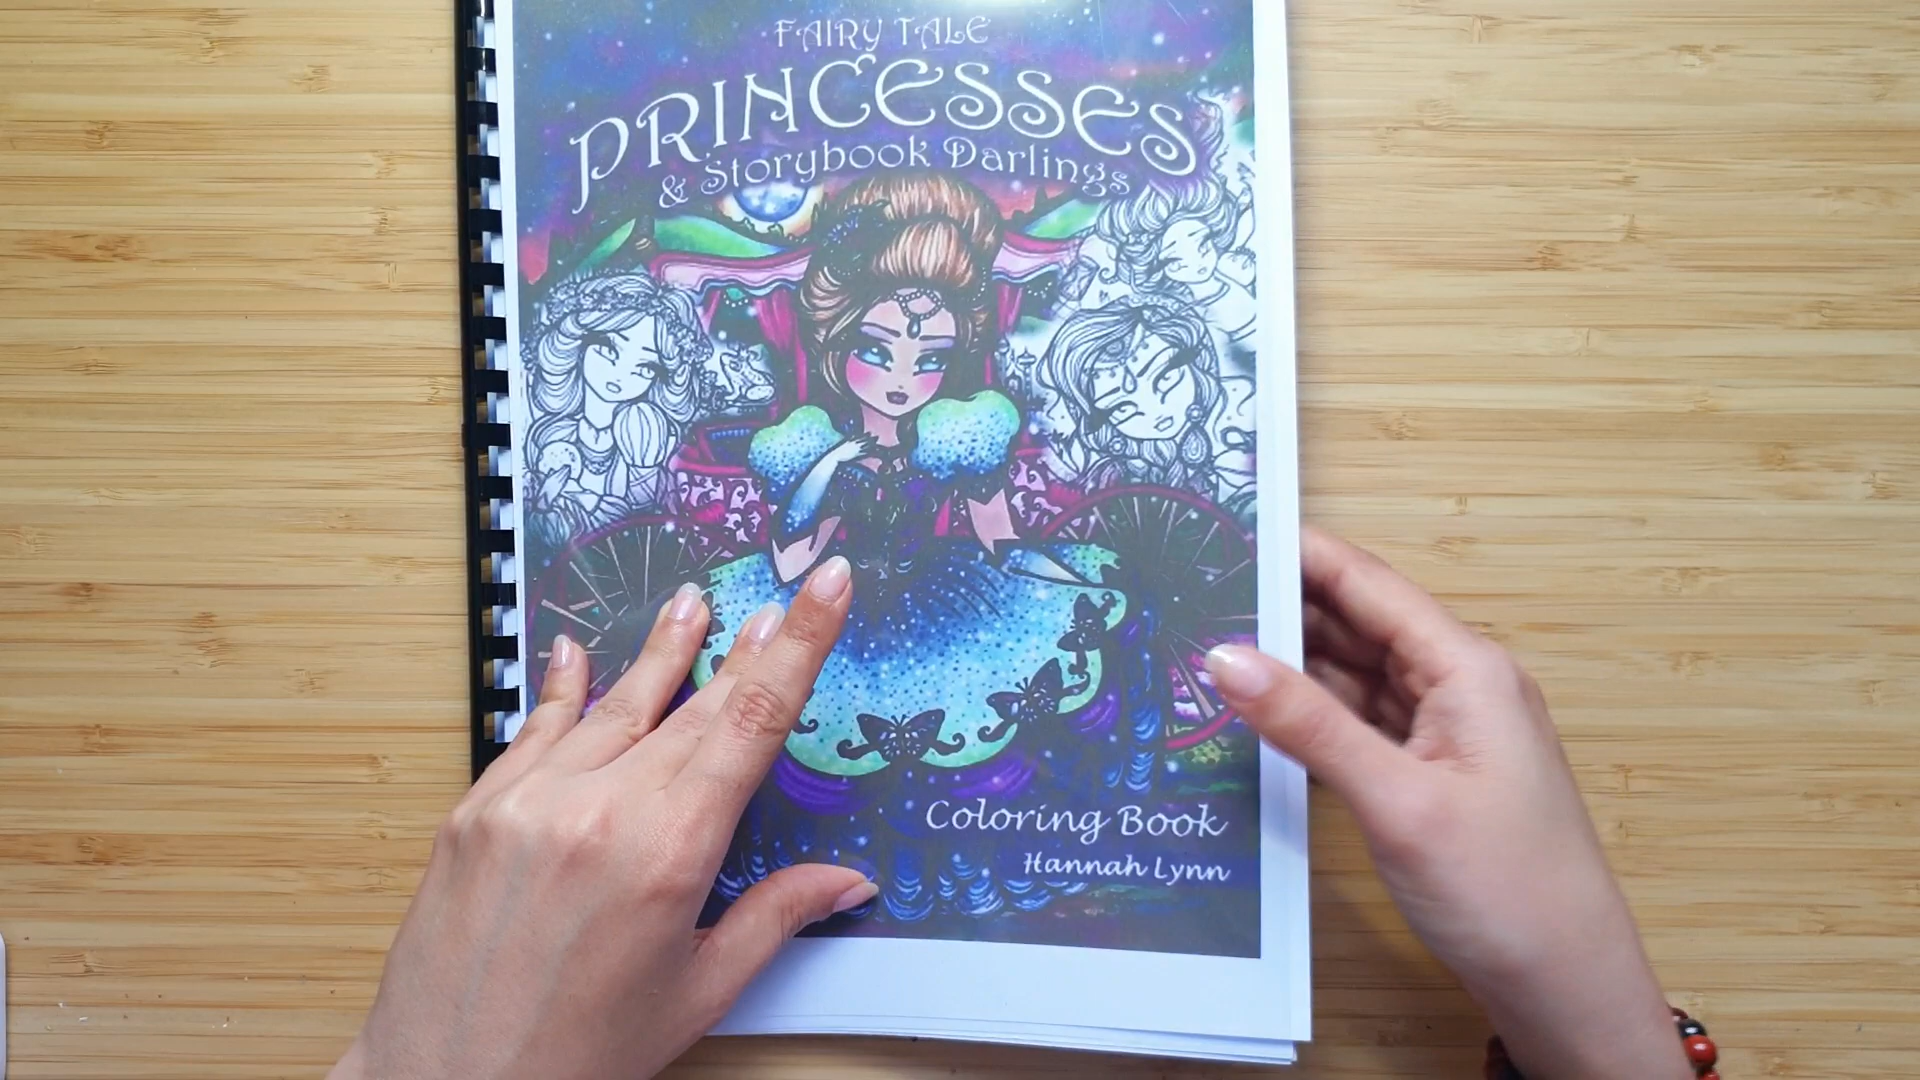 FAIRY TALE
PRINCESSES
& Storybook Darlings
Coloring Book
Hannah Lynn